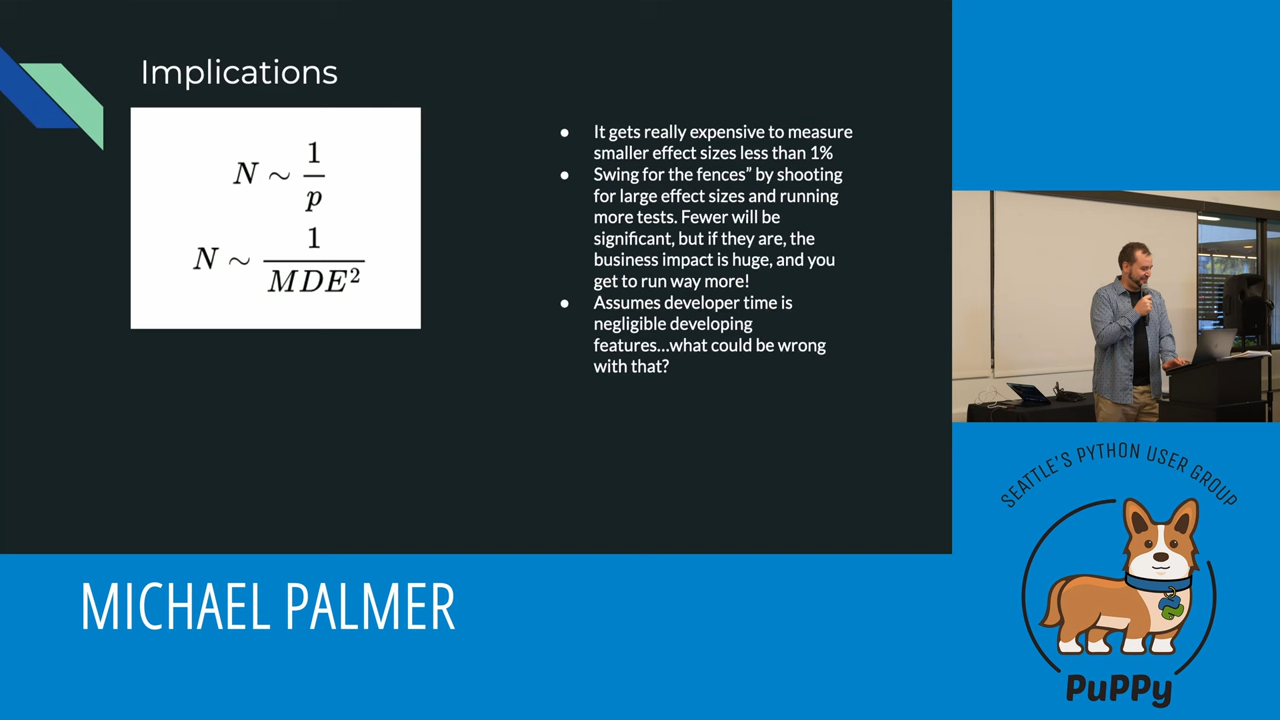 Implications
N ~ 1/p
N ~ 1/MDE²
● It gets really expensive to measure
smaller effect sizes less than 1%
● Swing for the fences” by shooting
for large effect sizes and running
more tests. Fewer will be
significant, but if they are, the
business impact is huge, and you
get to run way more!
● Assumes developer time is
negligible developing
features...what could be wrong
with that?
MICHAEL PALMER
SEATTLE'S PYTHON USER GROUP
PuPPy